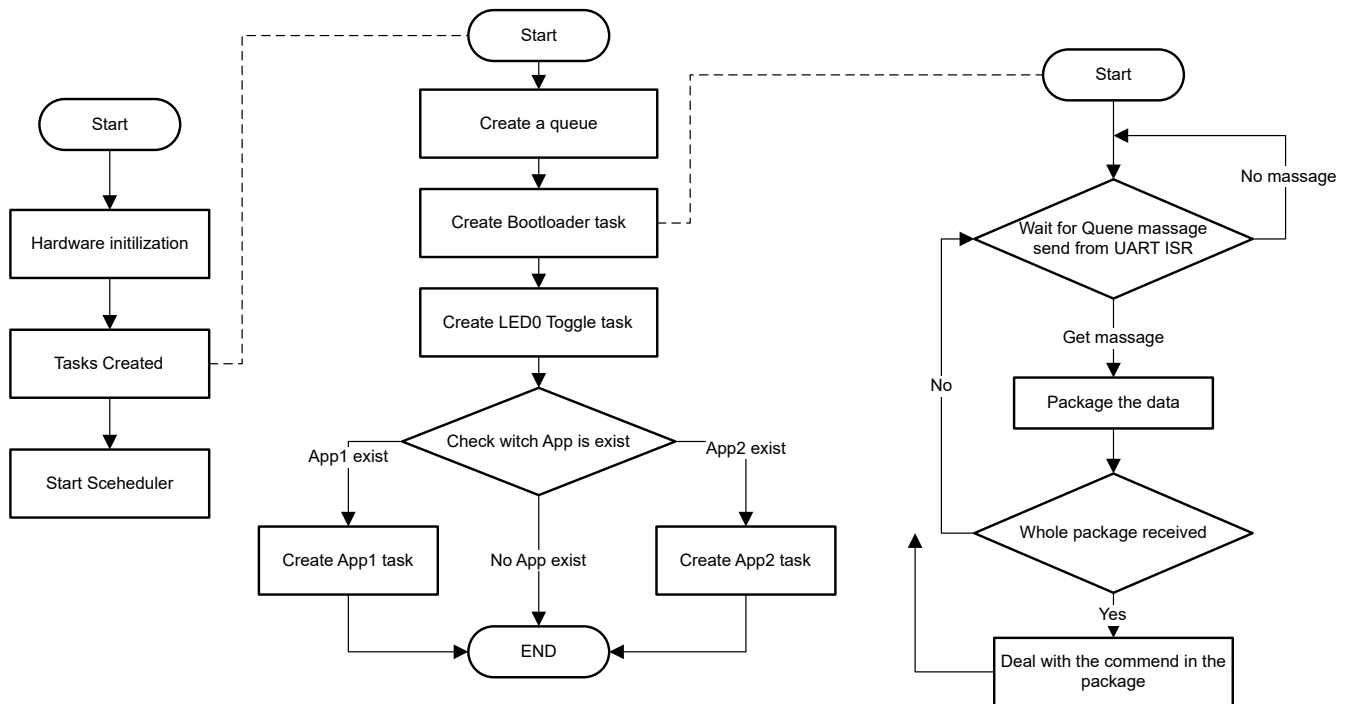 Start
Hardware initilization
Tasks Created
Start Sceheduler
Start
Create a queue
Create Bootloader task
Create LED0 Toggle task
Check witch App is exist
App1 exist
App2 exist
Create App1 task
No App exist
Create App2 task
END
Start
No massage
Wait for Quene massage
send from UART ISR
Get massage
No
Package the data
Whole package received
Yes
Deal with the commend in the
package